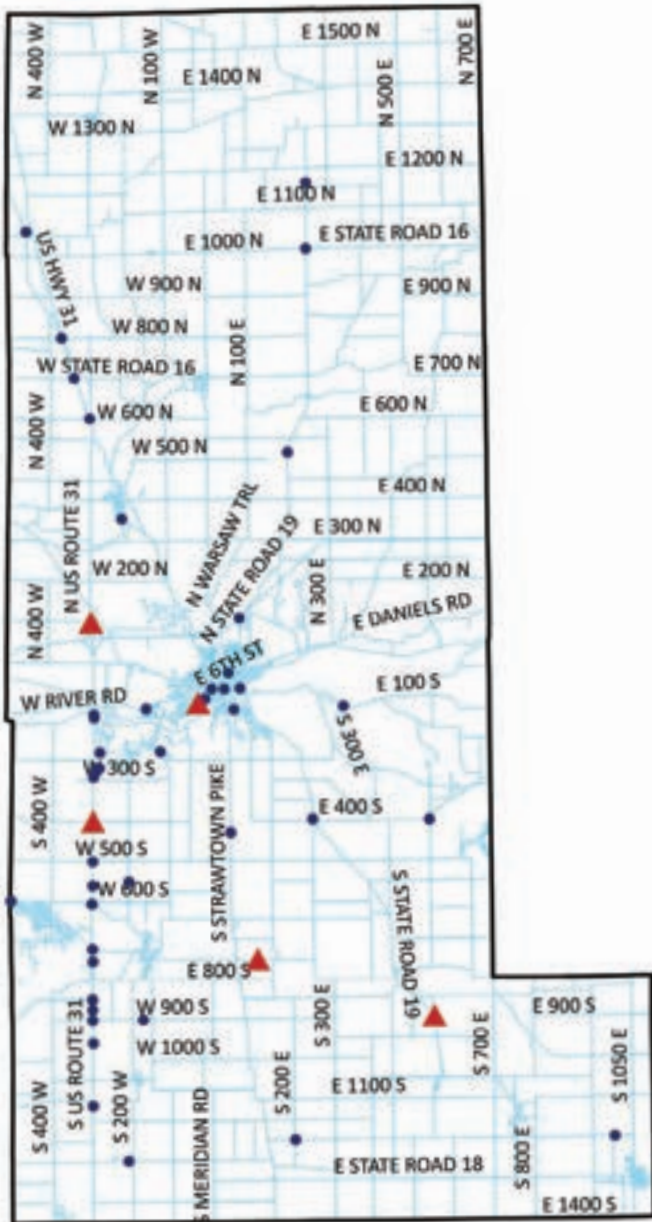 E 1500 N
N 400 W
N 100 W
N 700 E
E 1400 N
N 500 E
W 1300 N
E 1200 N
E 1100 N
E STATE ROAD 16
E 1000 N
US HWY 31
W 900 N
E 900 N
W 800 N
N 100 E
W STATE ROAD 16
E 700 N
E 600 N
W 600 N
N 400 W
W 500 N
E 400 N
N WARSAW TRL
N US ROUTE 31
E 300 N
N STATE ROAD 19
W 200 N
E 200 N
N 300 E
N 400 W
E DANIELS RD
E 6TH ST
E 100 S
W RIVER RD
S 300 E
W 300 S
E 400 S
S 400 W
S STRAWTOWN PIKE
W 500 S
W 600 S
S STATE ROAD 19
E 800 S
W 900 S
E 900 S
S 300 E
S 700 E
W 1000 S
S US ROUTE 31
S 1050 E
E 1100 S
S 200 E
S 400 W
S 200 W
S MERIDIAN RD
E STATE ROAD 18
S 800 E
E 1400 S